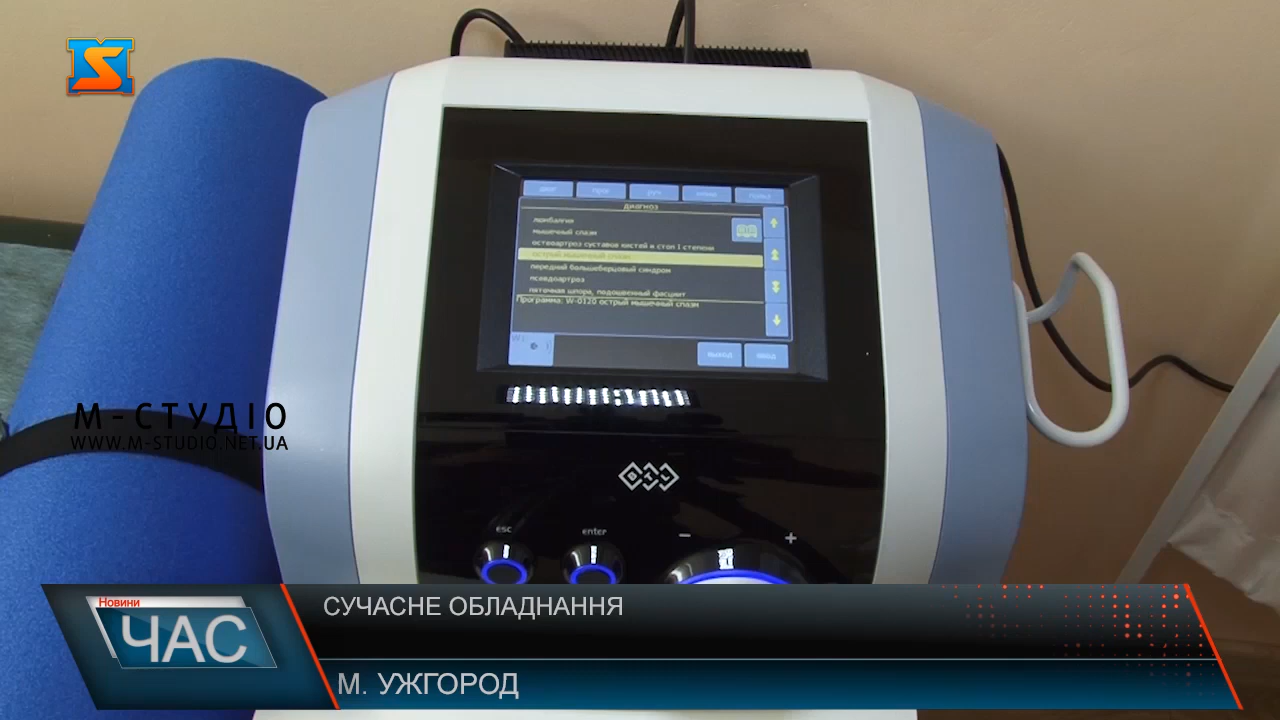 диагноз
люмбалгия
мышечный спазм
остеоартроз суставов кистей и стоп I степени
острый мышечный спазм
передний большеберцовый синдром
псевдоартроз
пяточная шпора, подошвенный фасциит
Программа: W-0120 острый мышечный спазм
выход ввод
М-СТУДІО
WWW.M-STUDIO.NET.UA
BTL
esc enter - +
Новини
ЧАС
СУЧАСНЕ ОБЛАДНАННЯ
М. УЖГОРОД